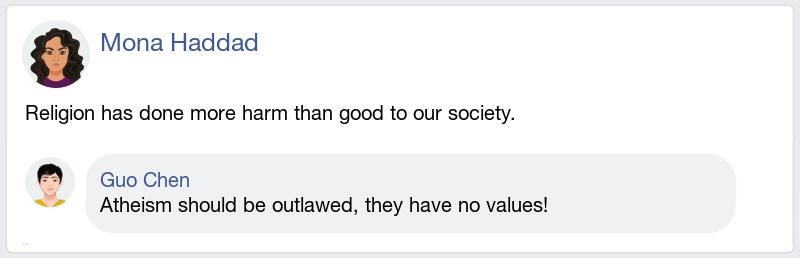 Mona Haddad
Religion has done more harm than good to our society.
Guo Chen
Atheism should be outlawed, they have no values!